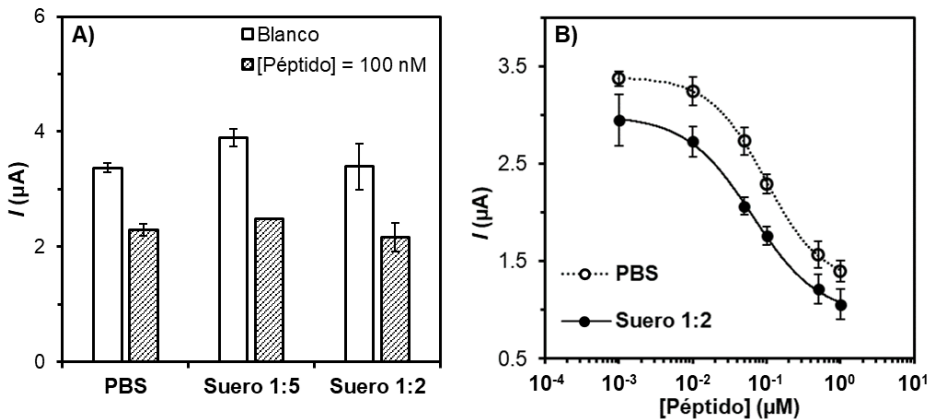 A)
Blanco
[Péptido] = 100 nM
6
4
2
0
I (µA)
PBS
Suero 1:5
Suero 1:2
B)
3.5
2.5
1.5
0.5
I (µA)
PBS
Suero 1:2
10⁻⁴ 10⁻³ 10⁻² 10⁻¹ 10⁰ 10¹
[Péptido] (µM)